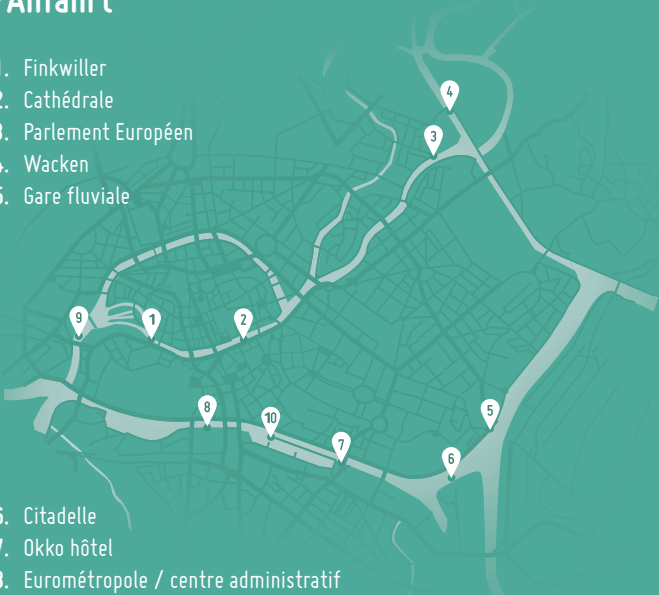 Anfahrt
1. Finkwiller
2. Cathédrale
3. Parlement Européen
4. Wacken
5. Gare fluviale
4
3
9
1
2
8
10
7
5
6
6. Citadelle
7. Okko hôtel
8. Eurométropole / centre administratif